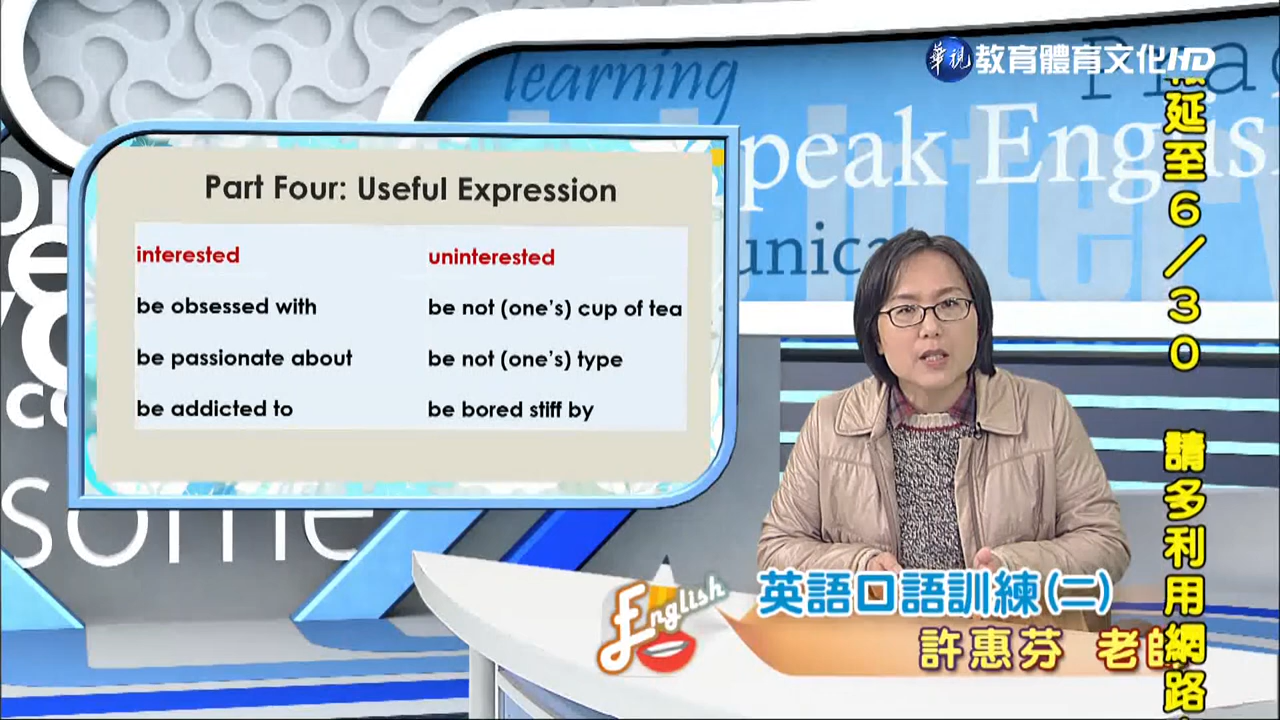 華視 教育體育文化HD
learning
Speak English
Part Four: Useful Expression
interested uninterested
be obsessed with be not (one's) cup of tea
be passionate about be not (one's) type
be addicted to be bored stiff by
some
English
英語口語訓練(二)
許惠芬 老師
延至6/30 請多利用網路